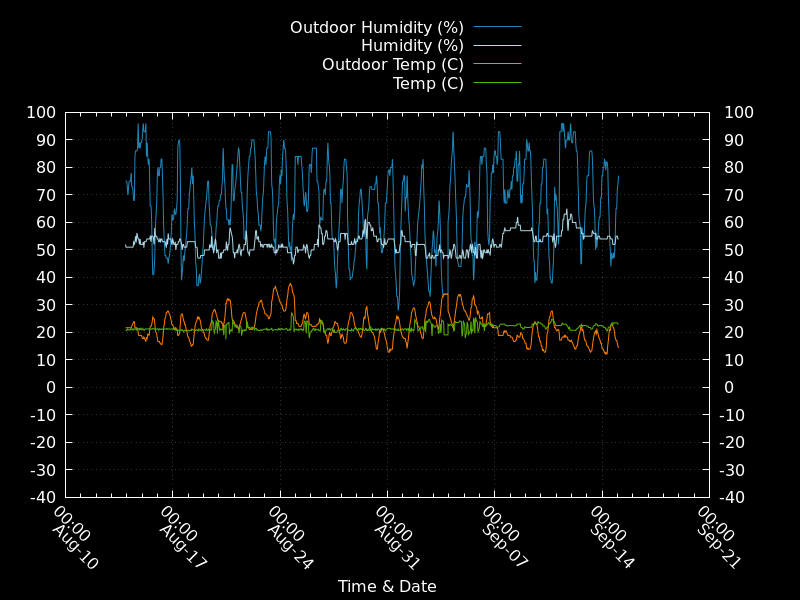 Outdoor Humidity (%)
Humidity (%)
Outdoor Temp (C)
Temp (C)
100 100
90 90
80 80
70 70
60 60
50 50
40 40
30 30
20 20
10 10
0 0
-10 -10
-20 -20
-30 -30
-40 -40
00:00 00:00 00:00 00:00 00:00 00:00 00:00
Aug-10 Aug-17 Aug-24 Aug-31 Sep-07 Sep-14 Sep-21
Time & Date